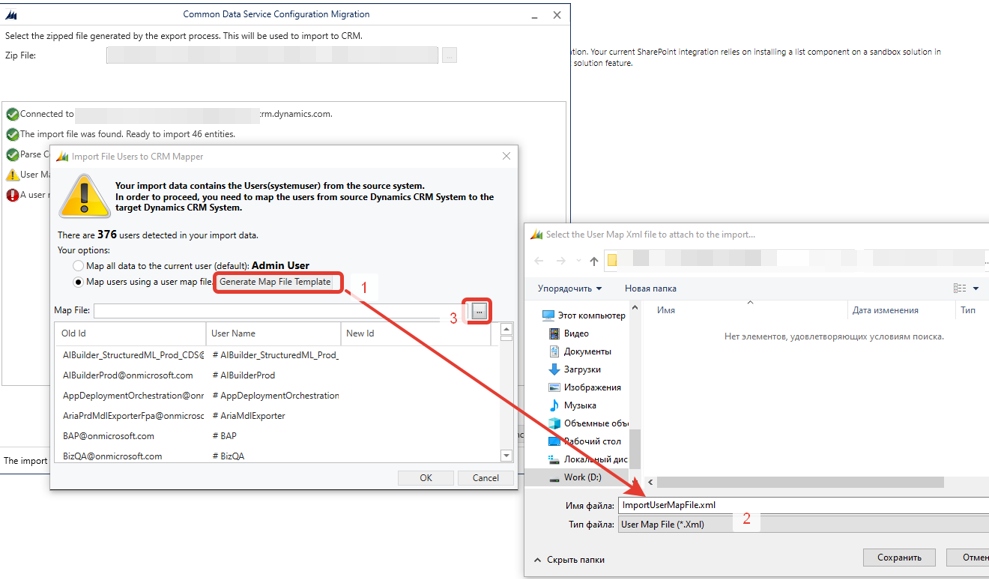 Common Data Service Configuration Migration
Select the zipped file generated by the export process. This will be used to import to CRM.
Zip File:
...
Your current SharePoint integration relies on installing a list component on a sandbox solution in
solution feature.
Connected to
crm.dynamics.com.
The import file was found. Ready to import 46 entities.
Parse
User
A user
The import
Import File Users to CRM Mapper
Your import data contains the Users(systemuser) from the source system.
In order to proceed, you need to map the users from source Dynamics CRM System to the
target Dynamics CRM System.
There are 376 users detected in your import data.
Your options:
Map all data to the current user (default): Admin User
Map users using a user map file
Generate Map File Template
1
Map File:
3
...
Old Id
User Name
New Id
AIBuilder_StructuredML_Prod_CDS@
# AIBuilder_StructuredML_Prod_
AIBuilderProd@onmicrosoft.com
# AIBuilderProd
AppDeploymentOrchestration@onr
# AppDeploymentOrchestration
AriaPrdMdlExporterFpa@onmicrosc
# AriaMdlExporter
BAP@onmicrosoft.com
# BAP
BizQA@onmicrosoft.com
# BizQA
OK
Cancel
Select the User Map Xml file to attach to the import...
Упорядочить
Новая папка
Этот компьютер
Видео
Документы
Загрузки
Изображения
Музыка
Объемные объ
Рабочий стол
Локальный дис
Work (D:)
Имя
Дата изменения
Тип
Нет элементов, удовлетворяющих условиям поиска.
Имя файла:
ImportUserMapFile.xml
Тип файла:
User Map File (*.Xml)
2
Скрыть папки
Сохранить
Отмен